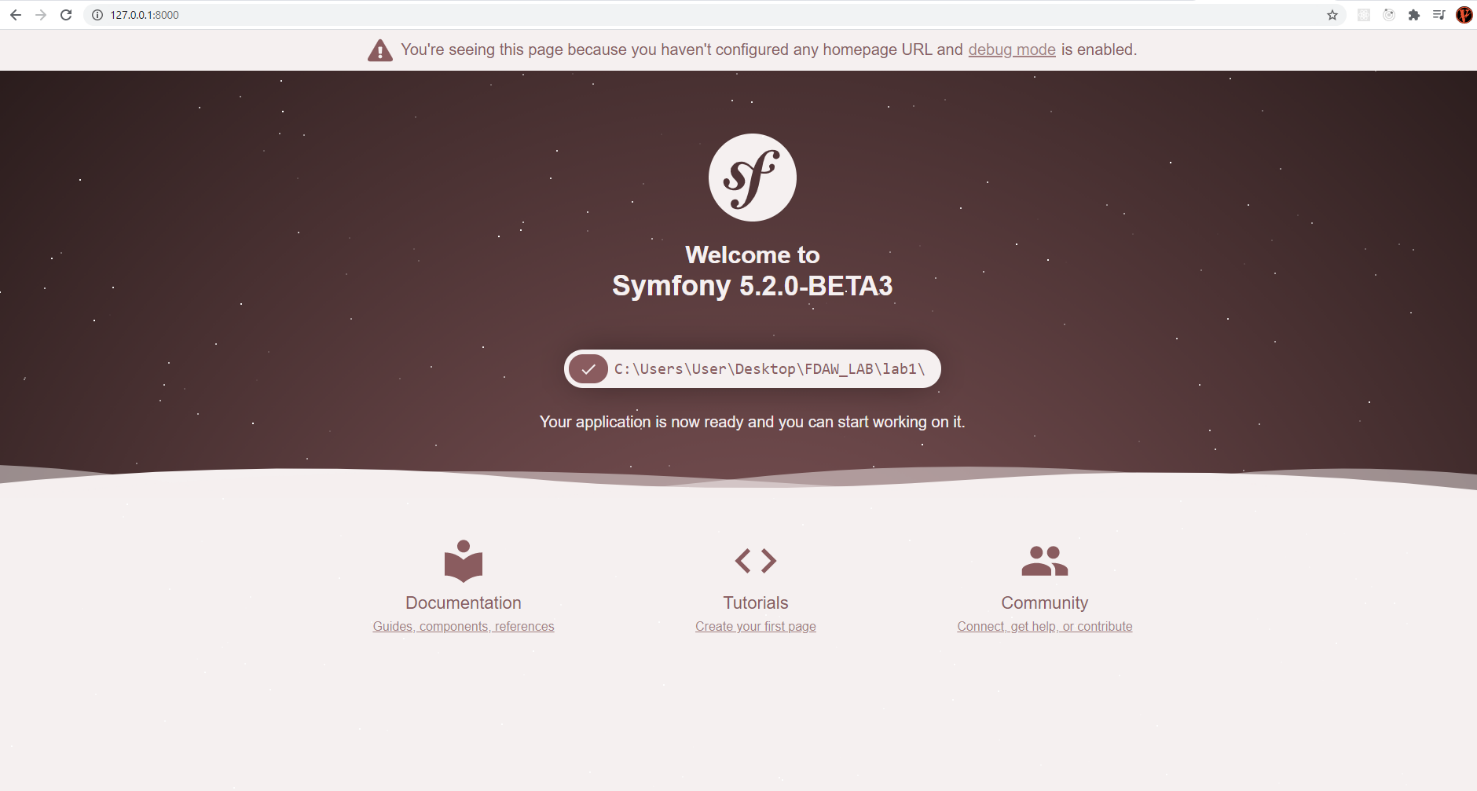 127.0.0.1:8000
You're seeing this page because you haven't configured any homepage URL and debug mode is enabled.
sf
Welcome to
Symfony 5.2.0-BETA3
C:\Users\User\Desktop\FDAW_LAB\lab1\
Your application is now ready and you can start working on it.
Documentation
Guides, components, references
Tutorials
Create your first page
Community
Connect, get help, or contribute